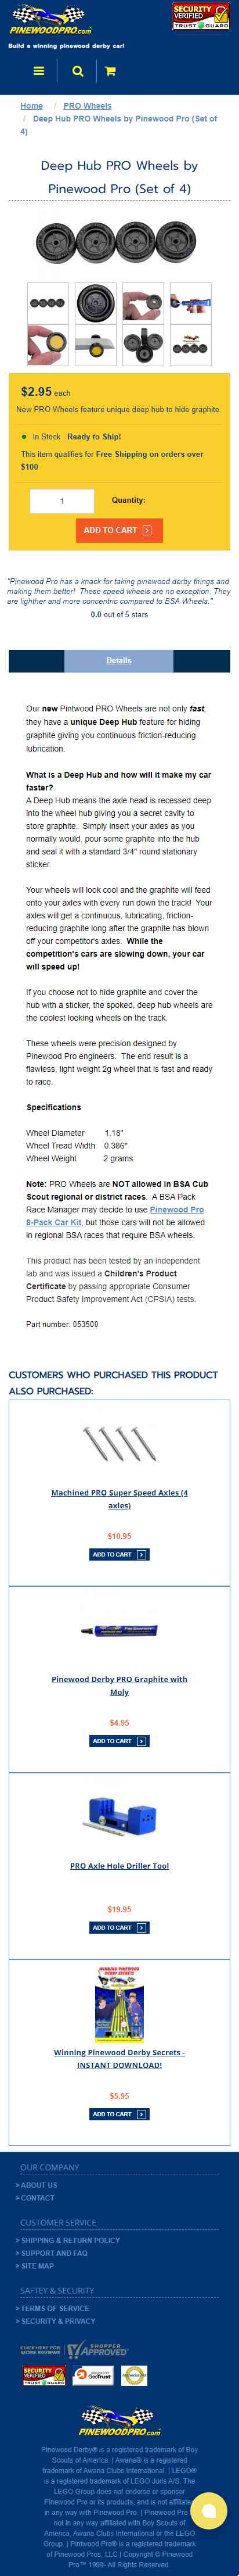 PINEWOODPRO.COM
Build a winning pinewood derby car!
SECURITY
VERIFIED
TRUST GUARD
Home / PRO Wheels
/ Deep Hub PRO Wheels by Pinewood Pro (Set of
4)
Deep Hub PRO Wheels by
Pinewood Pro (Set of 4)
$2.95 each
New PRO Wheels feature unique deep hub to hide graphite.
In Stock Ready to Ship!
This item qualifies for Free Shipping on orders over
$100
1 Quantity:
ADD TO CART
"Pinewood Pro has a knack for taking pinewood derby things and
making them better! These speed wheels are no exception. They
are lighther and more concentric compared to BSA Wheels."
0.0 out of 5 stars
Details
Our new Pintwood PRO Wheels are not only fast,
they have a unique Deep Hub feature for hiding
graphite giving you continuous friction-reducing
lubrication.
What is a Deep Hub and how will it make my car
faser?
A Deep Hub means the axle head is recessed deep
into the wheel hub giving you a secret cavity to
store graphite. Simply insert your axles as you
normally would, pour some graphite into the hub
and seal it with a standard 3/4" round stationary
sticker.
Your wheels will look cool and the graphite will feed
onto your axles with every run down the track! Your
axles will get a continuous, lubricating, friction-
reducing graphite long after the graphite has blown
off your competitor's axles. While the
competition's cars are slowing down, your car
will speed up!
If you choose not to hide graphite and cover the
hub with a sticker, the spoked, deep hub wheels are
the coolest looking wheels on the track.
These wheels were precision designed by
Pinewood Pro engineers. The end result is a
flawless, light weight 2g wheel that is fast and ready
to race.
Specifications
Wheel Diameter 1.18"
Wheel Tread Width 0.386"
Wheel Weight 2 grams
Note: PRO Wheels are NOT allowed in BSA Cub
Scout regional or district races. A BSA Pack
Race Manager may decide to use Pinewood Pro
8-Pack Car Kit, but those cars will not be allowed
in regional BSA races that require BSA wheels.
This product has been tested by an independent
lab and was issued a Children's Product
Certificate by passing appropriate Consumer
Product Safety Improvement Act (CPSIA) tests.
Part number: 053500
CUSTOMERS WHO PURCHASED THIS PRODUCT
ALSO PURCHASED:
Machined PRO Super Speed Axles (4
axles)
$10.95
ADD TO CART
Pinewood Derby PRO Graphite with
Moly
$4.95
ADD TO CART
PRO Axle Hole Driller Tool
$19.95
ADD TO CART
WINNING PINEWOOD
DERBY SECRETS
Winning Pinewood Derby Secrets -
INSTANT DOWNLOAD!
$5.95
ADD TO CART
OUR COMPANY
> ABOUT US
> CONTACT
CUSTOMER SERVICE
> SHIPPING & RETURN POLICY
> SUPPORT AND FAQ
> SITE MAP
SAFTEY & SECURITY
> TERMS OF SERVICE
> SECURITY & PRIVACY
CLICK HERE FOR
MORE REVIEWS
SHOPPER
APPROVED
SECURITY
VERIFIED
TRUST GUARD
GeoTrust
PINEWOODPRO.COM
Pinewood Derby® is a registered trademark of Boy
Scouts of America. | Awana® is a registered
trademark of Awana Clubs International. | LEGO®
is a registered trademark of LEGO Juris A/S. The
LEGO Group does not endorse or sponsor
Pinewood Pro or its products, and is not affiliated
in any way with Pinewood Pro. | Pinewood Pro
not in any way affiliated with Boy Scouts of
America, Awana Clubs International or the LEGO
Group. | Pintwood Pro® is a registered trademark
of Pinewood Pros, LLC | Copyright © Pinewood
Pro™ 1999- All Rights Reserved.